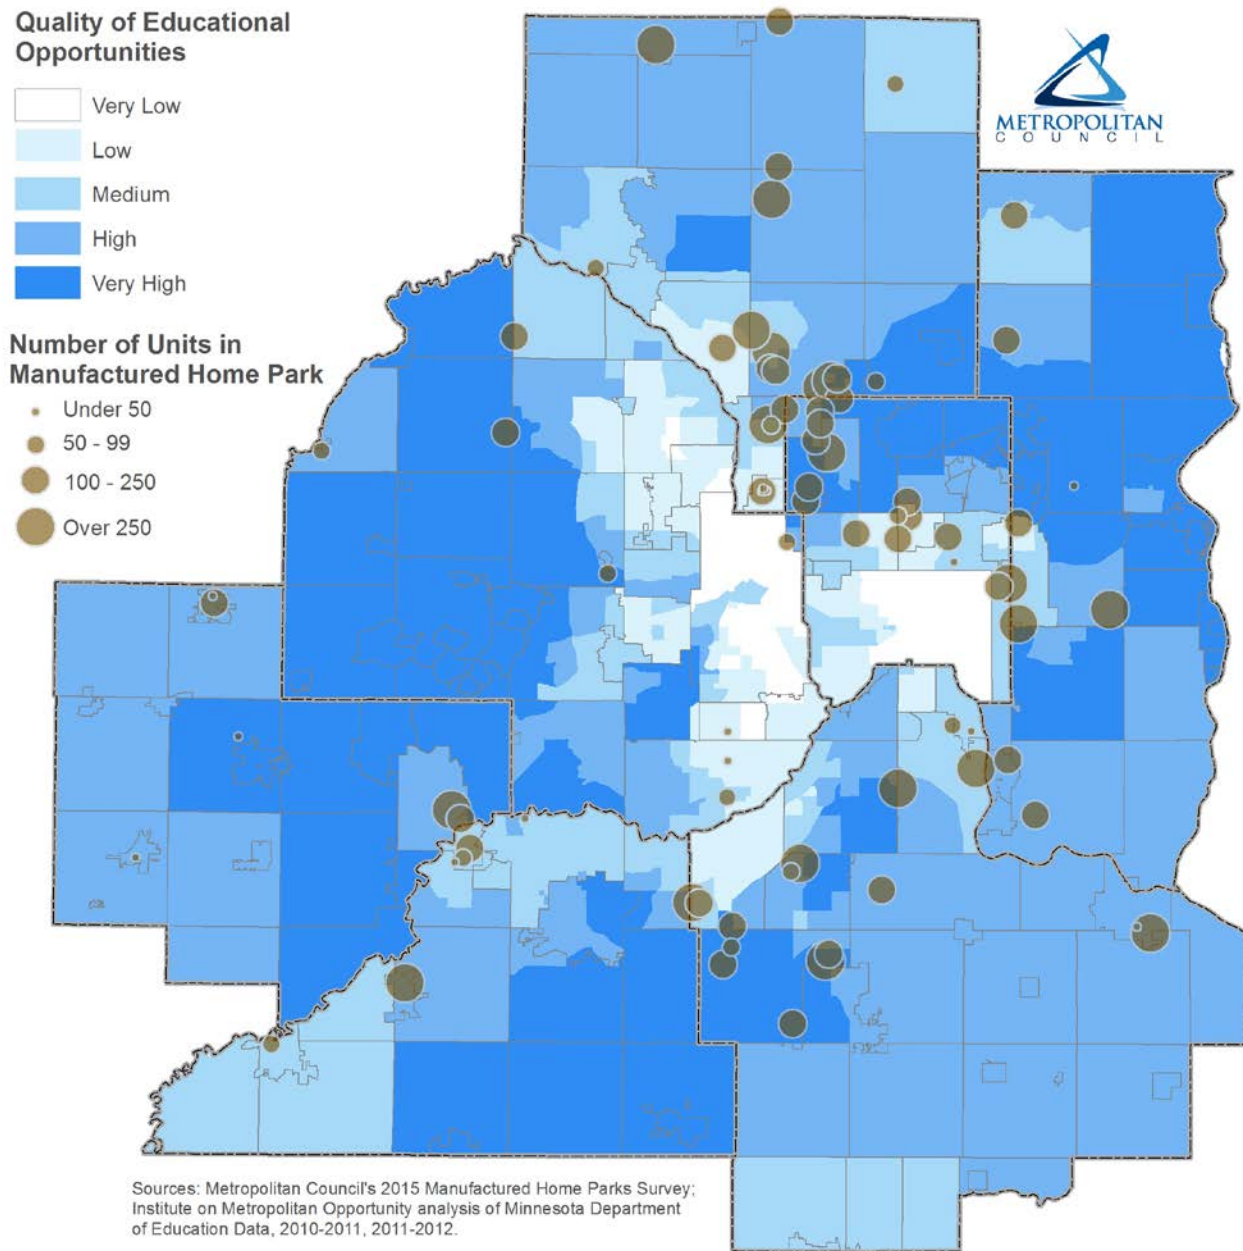 Quality of Educational
Opportunities
Very Low
Low
Medium
High
Very High
Number of Units in
Manufactured Home Park
Under 50
50 - 99
100 - 250
Over 250
METROPOLITAN
COUNCIL
Sources: Metropolitan Council's 2015 Manufactured Home Parks Survey;
Institute on Metropolitan Opportunity analysis of Minnesota Department
of Education Data, 2010-2011, 2011-2012.